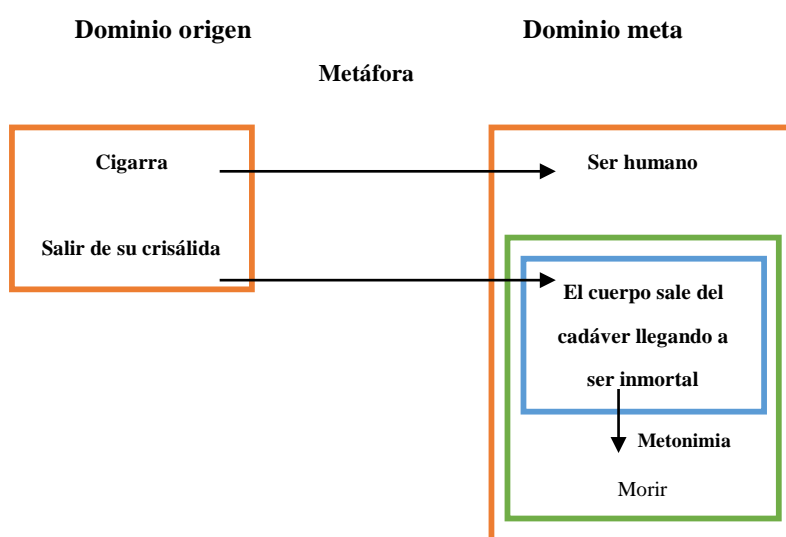 Dominio origen
Dominio meta
Metáfora
Cigarra
Ser humano
Salir de su crisálida
El cuerpo sale del
cadáver llegando a
ser inmortal
Metonimia
Morir